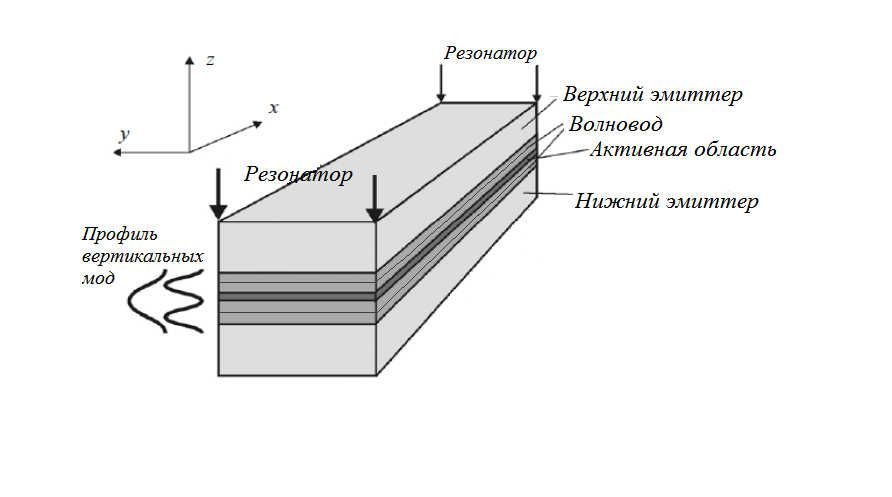 Резонатор
z
Верхний эмиттер
x
Волновод
y
Активная область
Резонатор
Нижний эмиттер
Профиль
вертикальных
мод